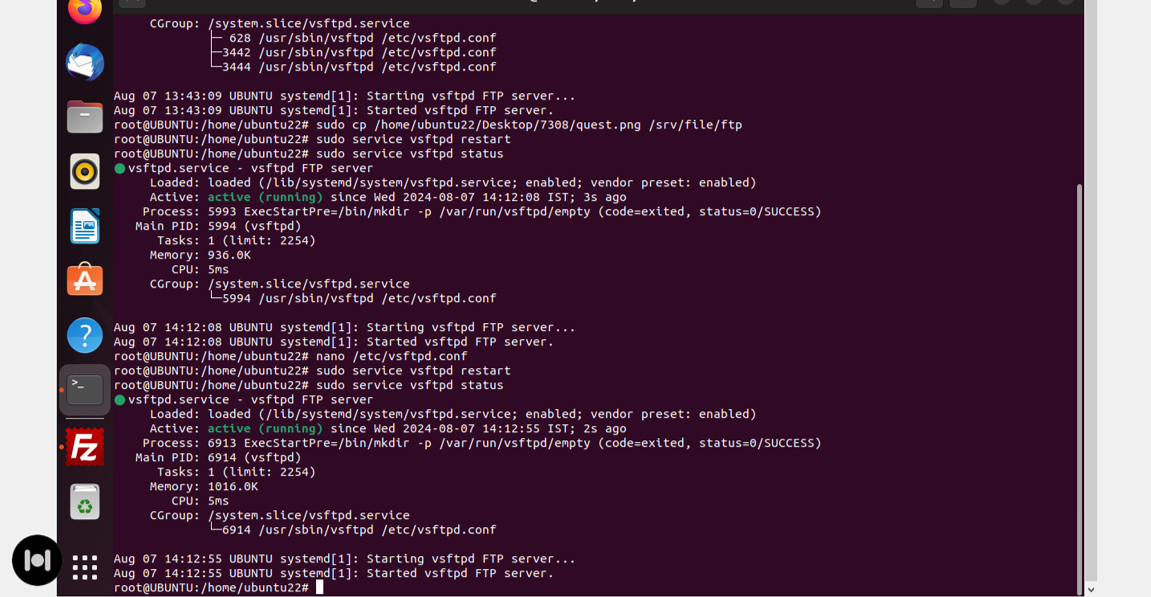 CGroup: /system.slice/vsftpd.service
├─ 628 /usr/sbin/vsftpd /etc/vsftpd.conf
├─3442 /usr/sbin/vsftpd /etc/vsftpd.conf
└─3444 /usr/sbin/vsftpd /etc/vsftpd.conf
Aug 07 13:43:09 UBUNTU systemd[1]: Starting vsftpd FTP server...
Aug 07 13:43:09 UBUNTU systemd[1]: Started vsftpd FTP server.
root@UBUNTU:/home/ubuntu22# sudo cp /home/ubuntu22/Desktop/7308/quest.png /srv/file/ftp
root@UBUNTU:/home/ubuntu22# sudo service vsftpd restart
root@UBUNTU:/home/ubuntu22# sudo service vsftpd status
● vsftpd.service - vsftpd FTP server
Loaded: loaded (/lib/systemd/system/vsftpd.service; enabled; vendor preset: enabled)
Active: active (running) since Wed 2024-08-07 14:12:08 IST; 3s ago
Process: 5993 ExecStartPre=/bin/mkdir -p /var/run/vsftpd/empty (code=exited, status=0/SUCCESS)
Main PID: 5994 (vsftpd)
Tasks: 1 (limit: 2254)
Memory: 936.0K
CPU: 5ms
CGroup: /system.slice/vsftpd.service
└─5994 /usr/sbin/vsftpd /etc/vsftpd.conf
Aug 07 14:12:08 UBUNTU systemd[1]: Starting vsftpd FTP server...
Aug 07 14:12:08 UBUNTU systemd[1]: Started vsftpd FTP server.
root@UBUNTU:/home/ubuntu22# nano /etc/vsftpd.conf
root@UBUNTU:/home/ubuntu22# sudo service vsftpd restart
root@UBUNTU:/home/ubuntu22# sudo service vsftpd status
● vsftpd.service - vsftpd FTP server
Loaded: loaded (/lib/systemd/system/vsftpd.service; enabled; vendor preset: enabled)
Active: active (running) since Wed 2024-08-07 14:12:55 IST; 2s ago
Process: 6913 ExecStartPre=/bin/mkdir -p /var/run/vsftpd/empty (code=exited, status=0/SUCCESS)
Main PID: 6914 (vsftpd)
Tasks: 1 (limit: 2254)
Memory: 1016.0K
CPU: 5ms
CGroup: /system.slice/vsftpd.service
└─6914 /usr/sbin/vsftpd /etc/vsftpd.conf
Aug 07 14:12:55 UBUNTU systemd[1]: Starting vsftpd FTP server...
Aug 07 14:12:55 UBUNTU systemd[1]: Started vsftpd FTP server.
root@UBUNTU:/home/ubuntu22#
Fz